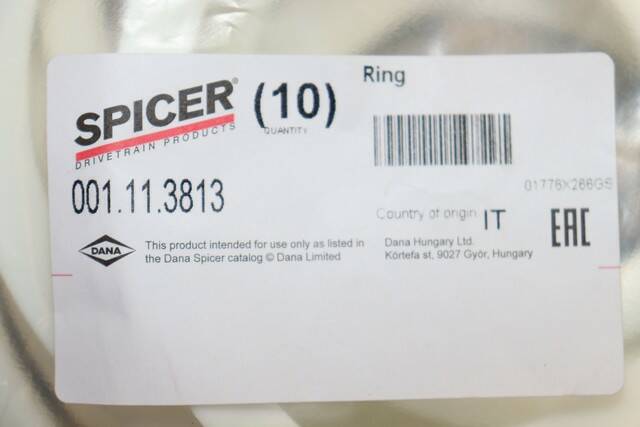 SPICER®
DRIVETRAIN PRODUCTS
(10)
QUANTITY
Ring
001.11.3813
01776X266GS
Country of origin IT
EAC
DANA
This product intended for use only as listed in
the Dana Spicer catalog © Dana Limited
Dana Hungary Ltd.
Körtefa st, 9027 Györ, Hungary